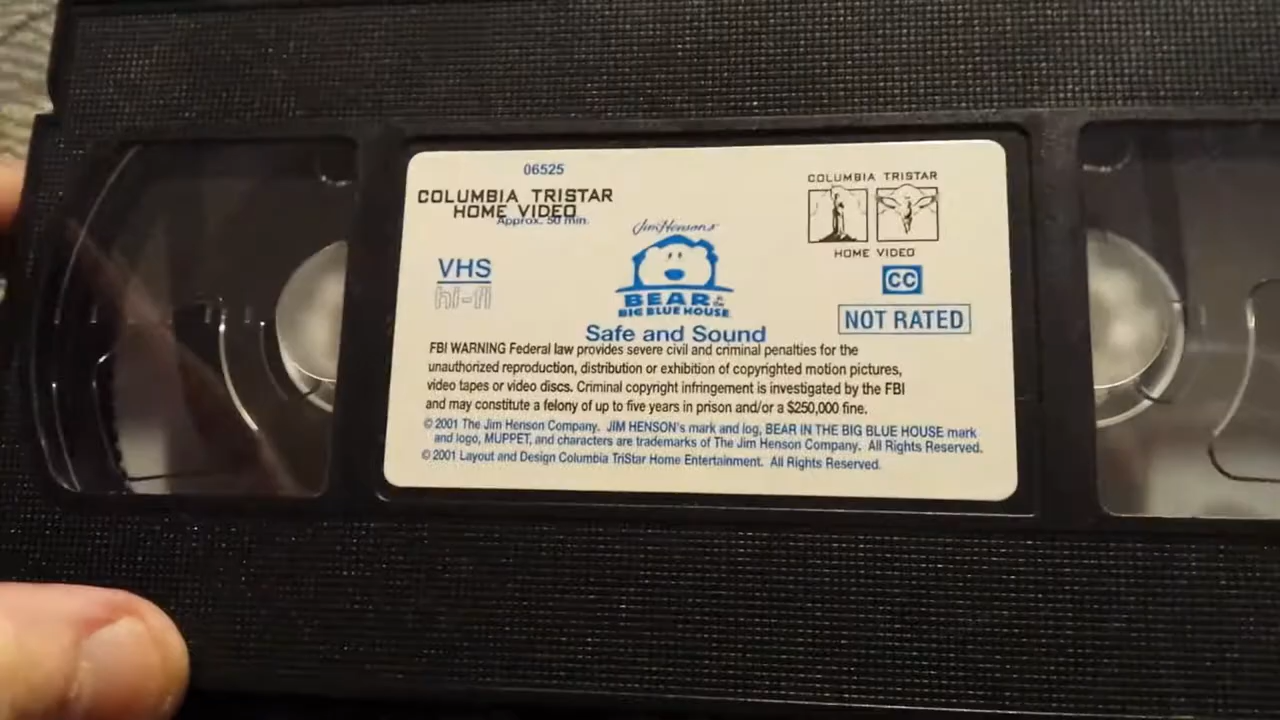 06525
COLUMBIA TRISTAR
HOME VIDEO
Approx. 50 min.
VHS
hi-fi
Jim Henson's
BEAR in the
BIG BLUE HOUSE
Safe and Sound
COLUMBIA TRISTAR
HOME VIDEO
CC
NOT RATED
FBI WARNING Federal law provides severe civil and criminal penalties for the
unauthorized reproduction, distribution or exhibition of copyrighted motion pictures,
video tapes or video discs. Criminal copyright infringement is investigated by the FBI
and may constitute a felony of up to five years in prison and/or a $250,000 fine.
© 2001 The Jim Henson Company. JIM HENSON's mark and log, BEAR IN THE BIG BLUE HOUSE mark
and logo, MUPPET, and characters are trademarks of The Jim Henson Company. All Rights Reserved.
© 2001 Layout and Design Columbia TriStar Home Entertainment. All Rights Reserved.